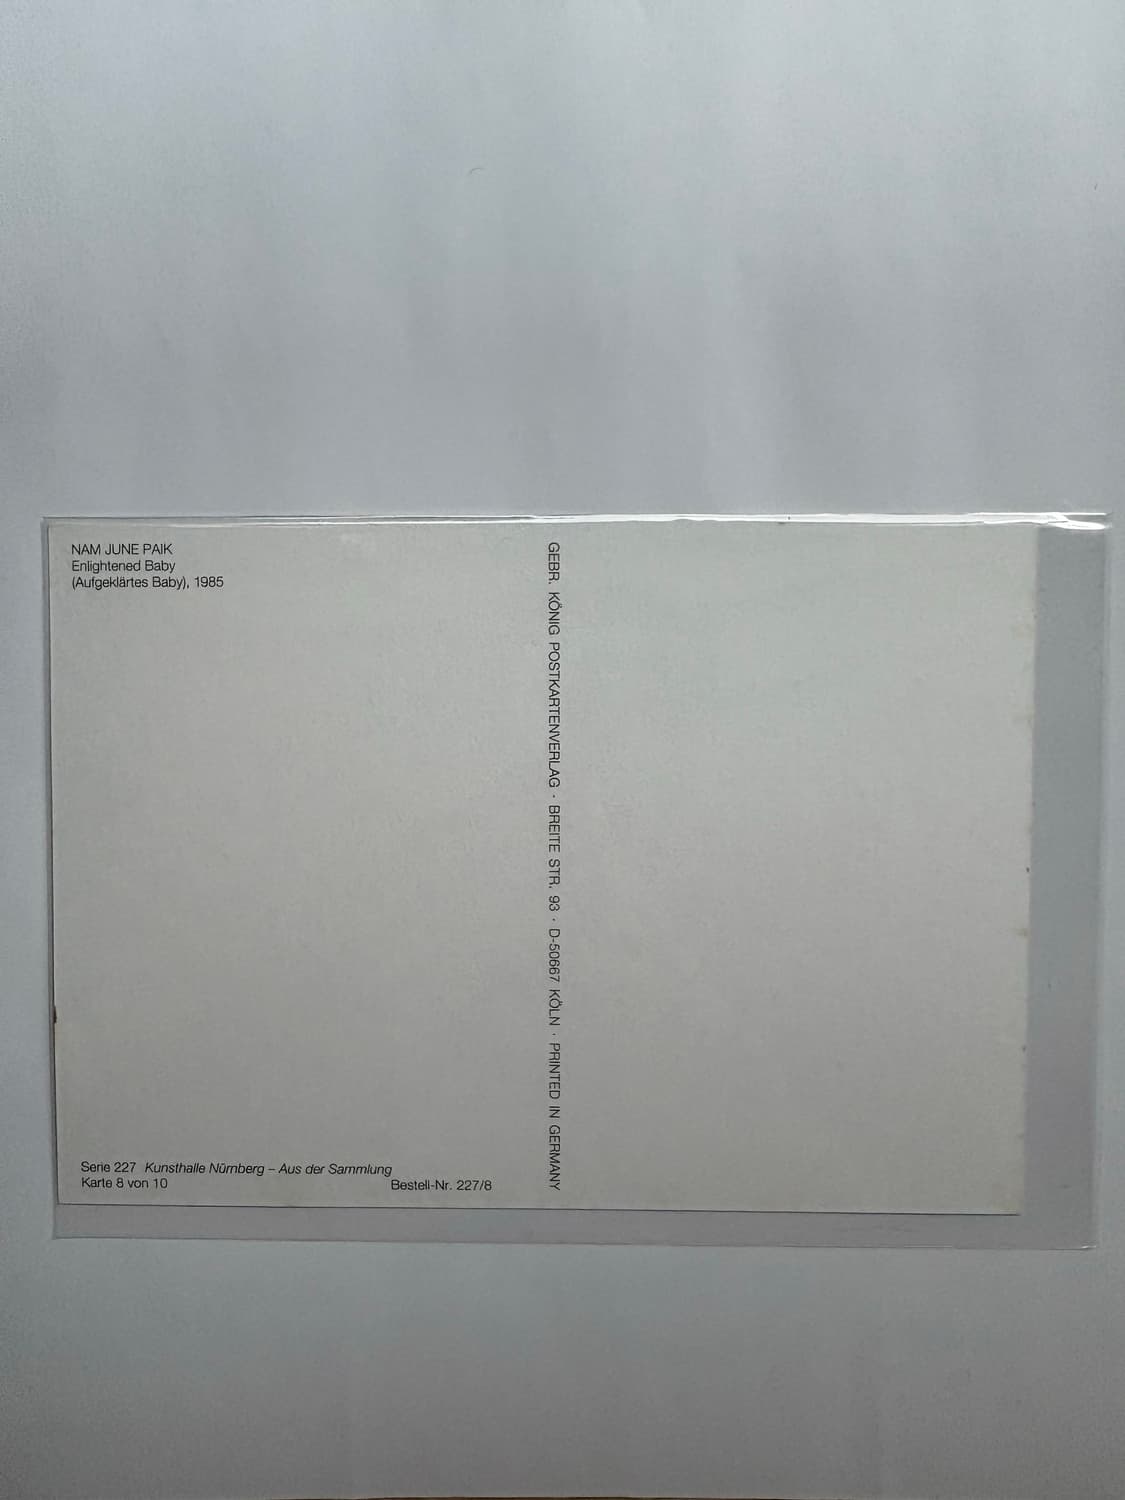 NAM JUNE PAIK
Enlightened Baby
(Aufgeklärtes Baby), 1985
GEBR. KÖNIG POSTKARTENVERLAG · BREITE STR. 93 · D-50667 KÖLN · PRINTED IN GERMANY
Serie 227 Kunsthalle Nürnberg – Aus der Sammlung
Karte 8 von 10
Bestell-Nr. 227/8